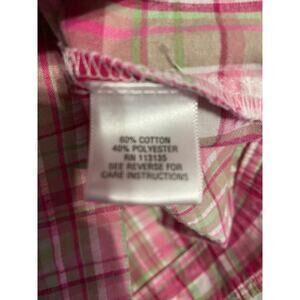 60% COTTON
40% POLYESTER
RN 113135
SEE REVERSE FOR
CARE INSTRUCTIONS